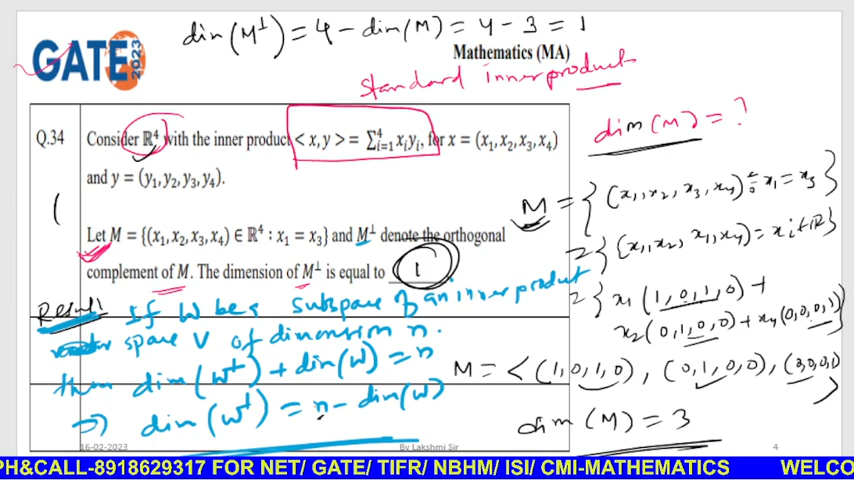 dim (M⊥) = 4 - dim (M) = 4 - 3 = 1
GATE 2023
Mathematics (MA)
Standard inner product
Q.34 Consider ℝ⁴ with the inner product < x, y > = ∑⁴ᵢ₌₁ xᵢyᵢ, for x = (x₁, x₂, x₃, x₄)
and y = (y₁, y₂, y₃, y₄).
Let M = {(x₁, x₂, x₃, x₄) ∈ ℝ⁴ : x₁ = x₃} and M⊥ denote the orthogonal
complement of M. The dimension of M⊥ is equal to 1
dim (M) = ?
M = { (x₁, x₂, x₃, x₄) : x₁ = x₃ }
= { (x₁, x₂, x₁, x₄) = xi ∈ R }
= { x₁ (1, 0, 1, 0) +
x₂ (0, 1, 0, 0) + x₄ (0, 0, 0, 1) }
M = < (1, 0, 1, 0), (0, 1, 0, 0), (0, 0, 0, 1) >
dim (M) = 3
Result If W be a subspace of an inner product
space V of dimension n.
then dim (W⊥) + dim (W) = n
⇒ dim (W⊥) = n - dim (W)
16-02-2023
By Lakshmi Sir
4
PH&CALL-8918629317 FOR NET/ GATE/ TIFR/ NBHM/ ISI/ CMI-MATHEMATICS WELCO